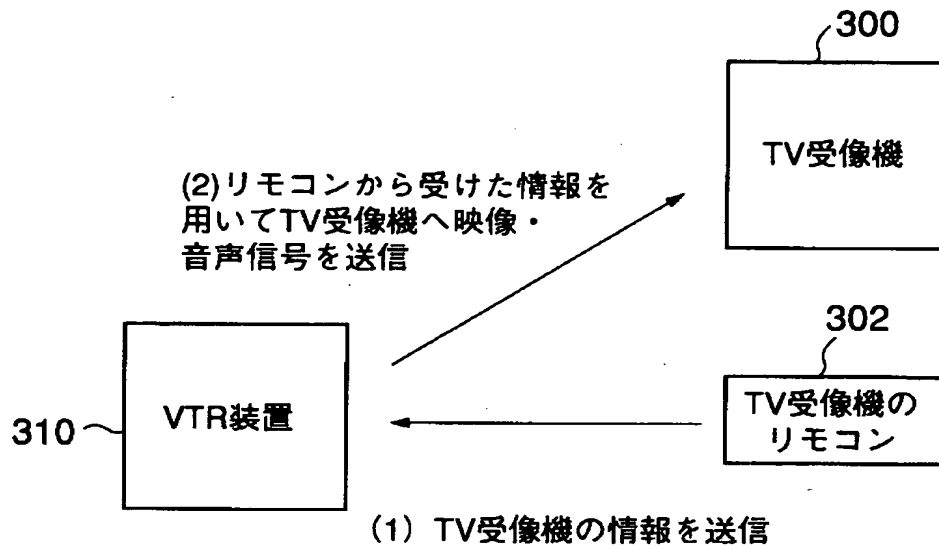 300
TV受像機
(2)リモコンから受けた情報を
用いてTV受像機へ映像・
音声信号を送信
302
TV受像機の
リモコン
310
VTR装置
(1) TV受像機の情報を送信